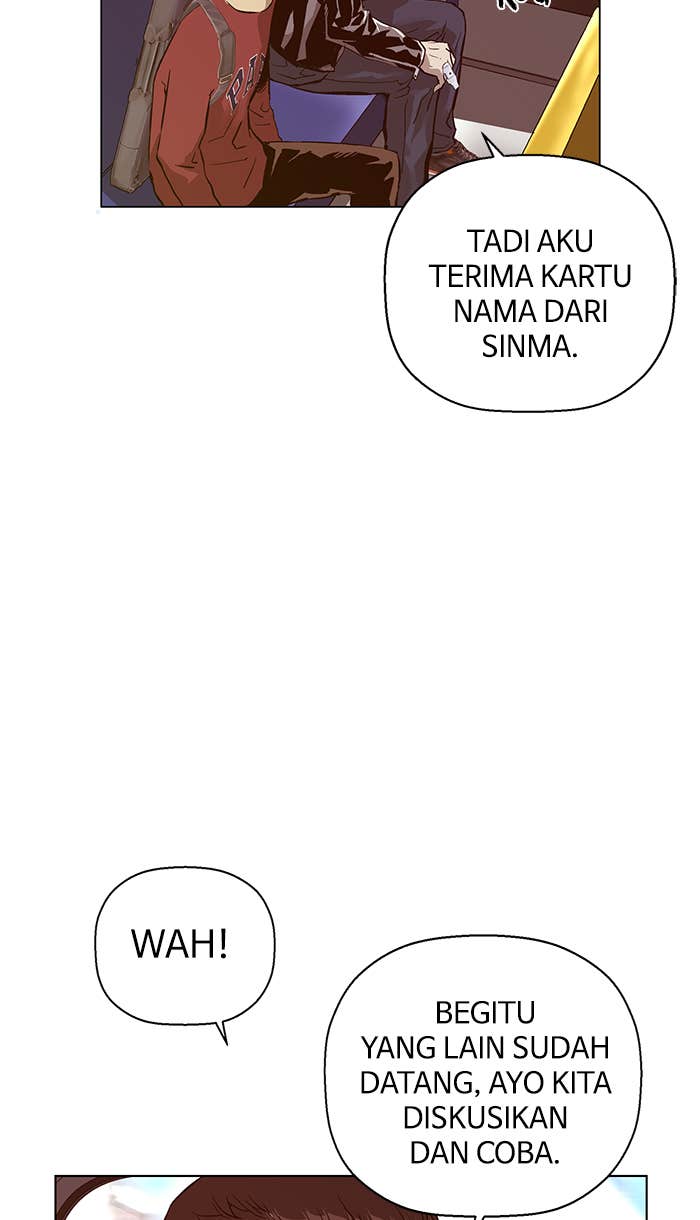 TADI AKU
TERIMA KARTU
NAMA DARI
SINMA.
WAH!
BEGITU
YANG LAIN SUDAH
DATANG, AYO KITA
DISKUSIKAN
DAN COBA.